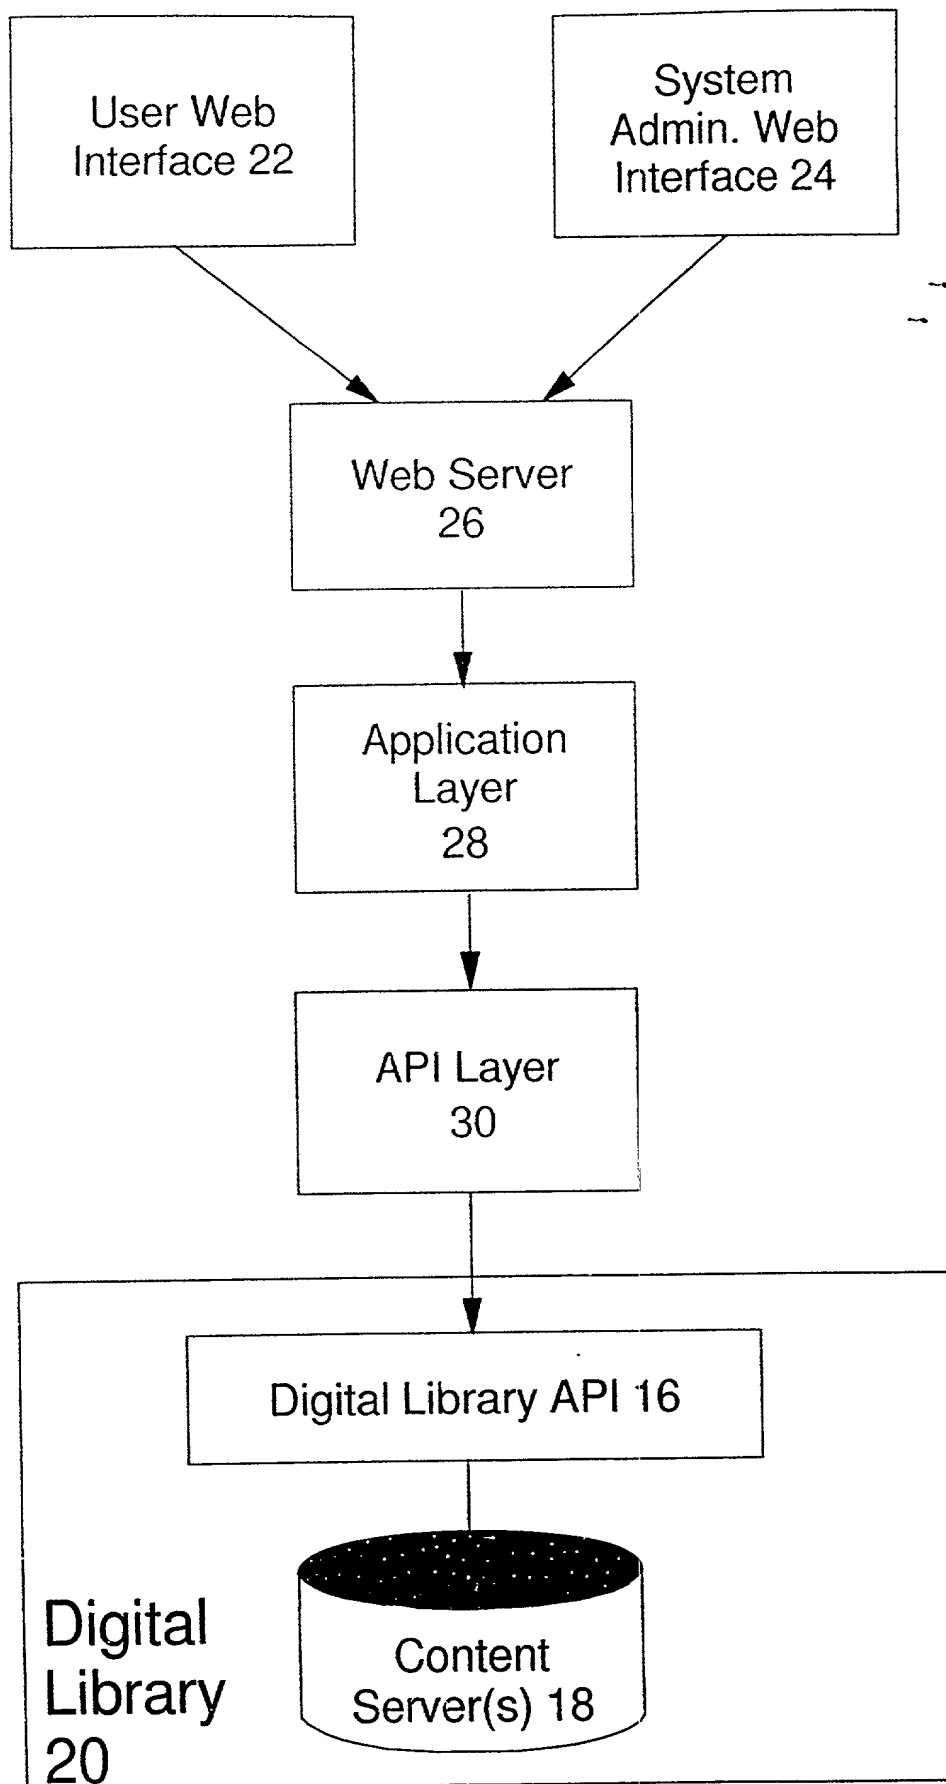 User Web
Interface 22
System
Admin. Web
Interface 24
Web Server
26
Application
Layer
28
API Layer
30
Digital Library API 16
Content
Server(s) 18
Digital
Library
20